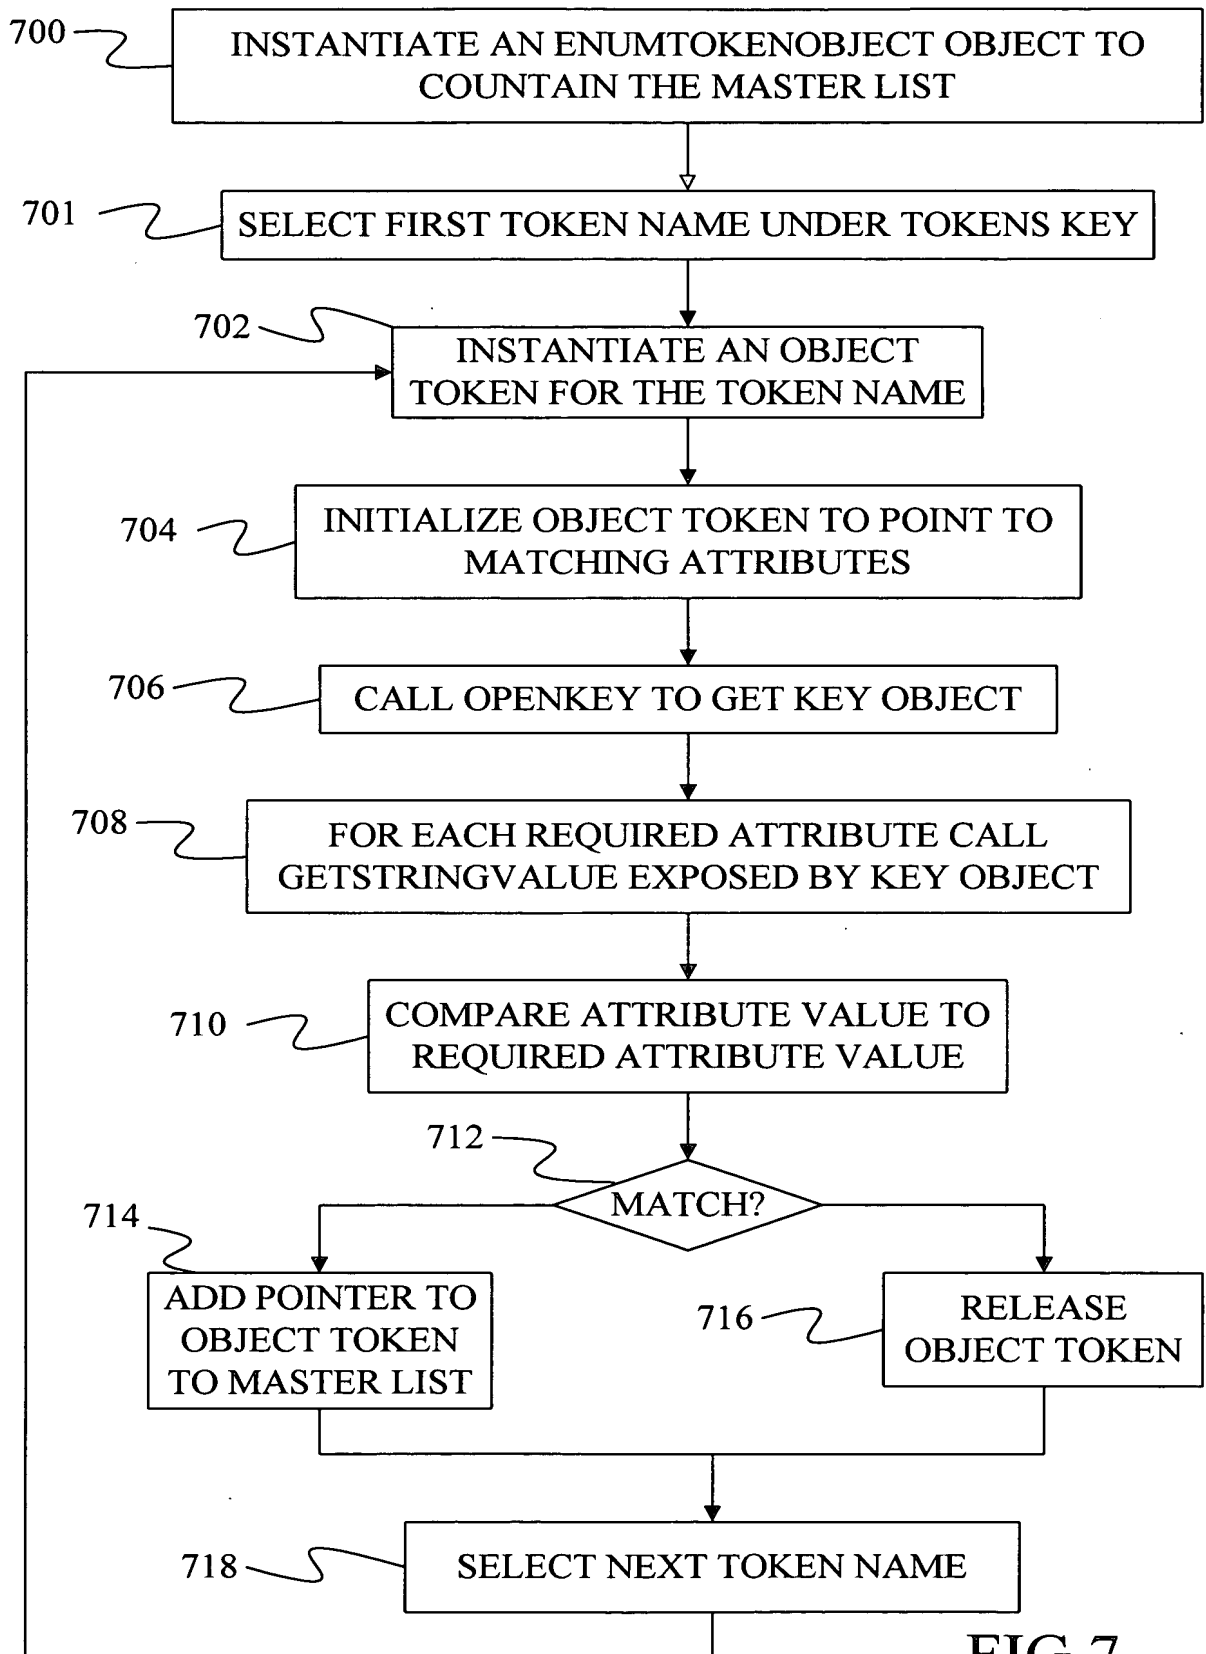 700
INSTANTIATE AN ENUMTOKENOBJECT OBJECT TO
COUNTAIN THE MASTER LIST
701
SELECT FIRST TOKEN NAME UNDER TOKENS KEY
702
INSTANTIATE AN OBJECT
TOKEN FOR THE TOKEN NAME
704
INITIALIZE OBJECT TOKEN TO POINT TO
MATCHING ATTRIBUTES
706
CALL OPENKEY TO GET KEY OBJECT
708
FOR EACH REQUIRED ATTRIBUTE CALL
GETSTRINGVALUE EXPOSED BY KEY OBJECT
710
COMPARE ATTRIBUTE VALUE TO
REQUIRED ATTRIBUTE VALUE
712
MATCH?
714
ADD POINTER TO
OBJECT TOKEN
TO MASTER LIST
716
RELEASE
OBJECT TOKEN
718
SELECT NEXT TOKEN NAME
FIG 7